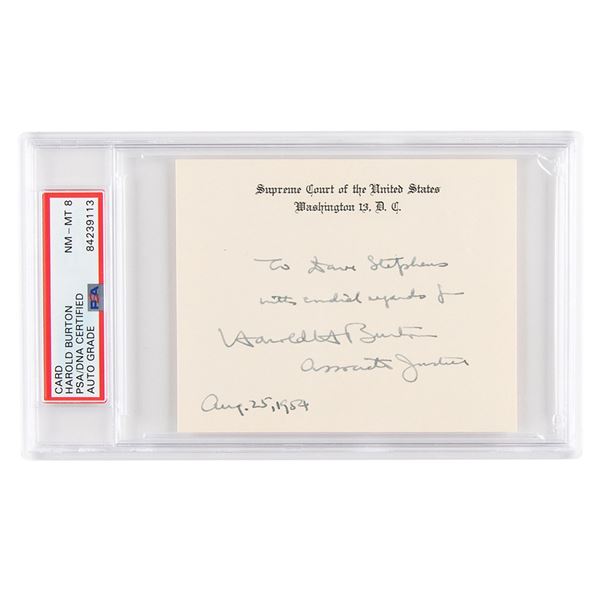 CARD
HAROLD BURTON
PSA/DNA CERTIFIED
AUTO GRADE
NM - MT 8
84239113
PSA
Supreme Court of the United States
Washington 13, D. C.
To Dave Stephens
with cordial regards of
Harold H Burton
Associate Justice
Aug. 25, 1954